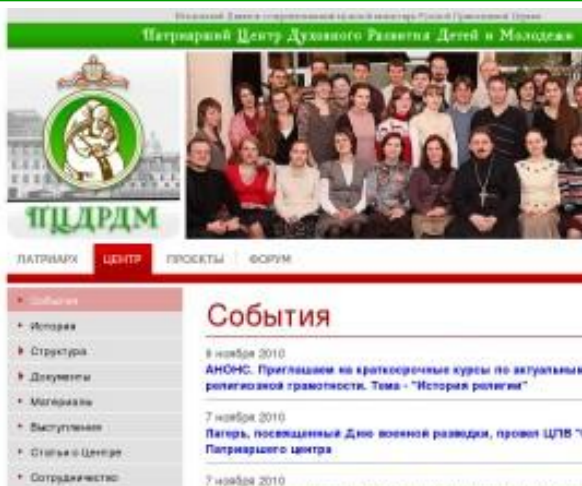 Патриарший Центр Духовного Развития Детей и Молодежи
ПЦДРДМ
ПАТРИАРХ ЦЕНТР ПРОЕКТЫ ФОРУМ
События
История
Структура
Документы
Материалы
Выступления
Статьи о Центре
Сотрудничество
События
9 ноября 2010
АНОНС. Приглашаем на краткосрочные курсы по актуальным
религиозной грамотности. Тема - "История религии"
7 ноября 2010
Лагерь, посвященный Дню военной разведки, провел ЦПВ
Патриаршего центра
7 ноября 2010